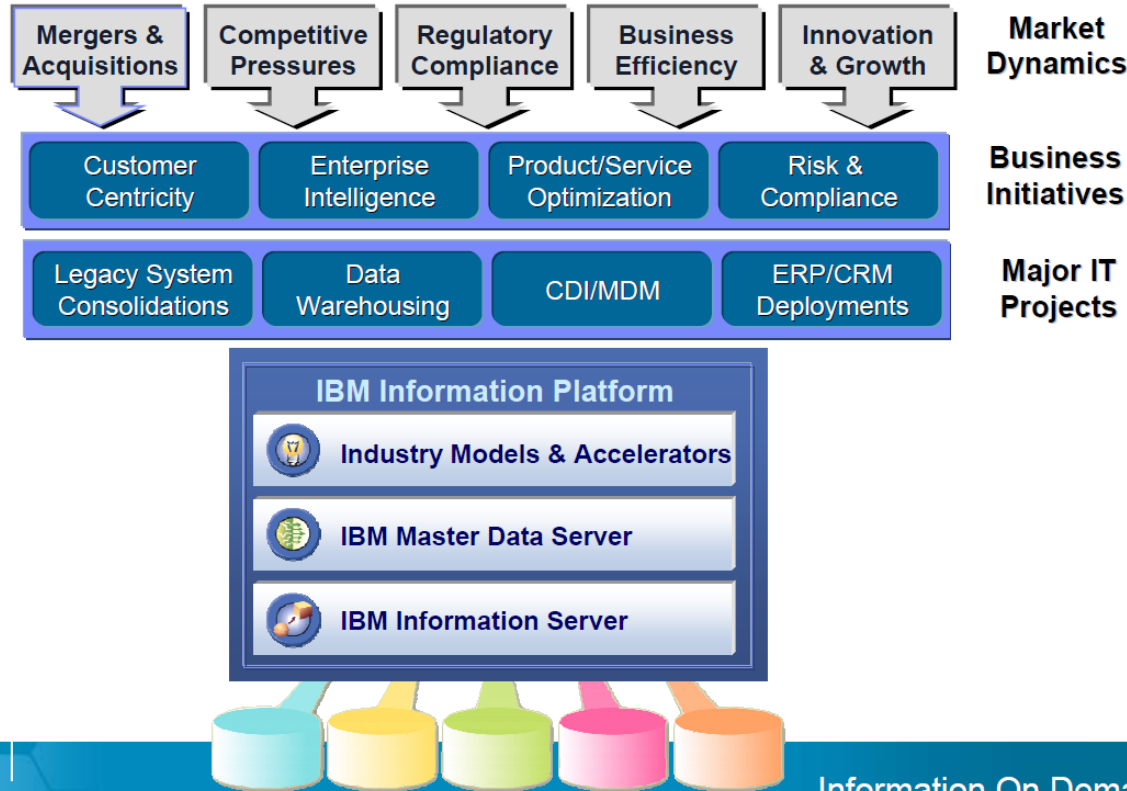 Mergers &
Acquisitions
Competitive
Pressures
Regulatory
Compliance
Business
Efficiency
Innovation
& Growth
Market
Dynamics
Customer
Centricity
Enterprise
Intelligence
Product/Service
Optimization
Risk &
Compliance
Business
Initiatives
Legacy System
Consolidations
Data
Warehousing
CDI/MDM
ERP/CRM
Deployments
Major IT
Projects
IBM Information Platform
Industry Models & Accelerators
IBM Master Data Server
IBM Information Server
Information On